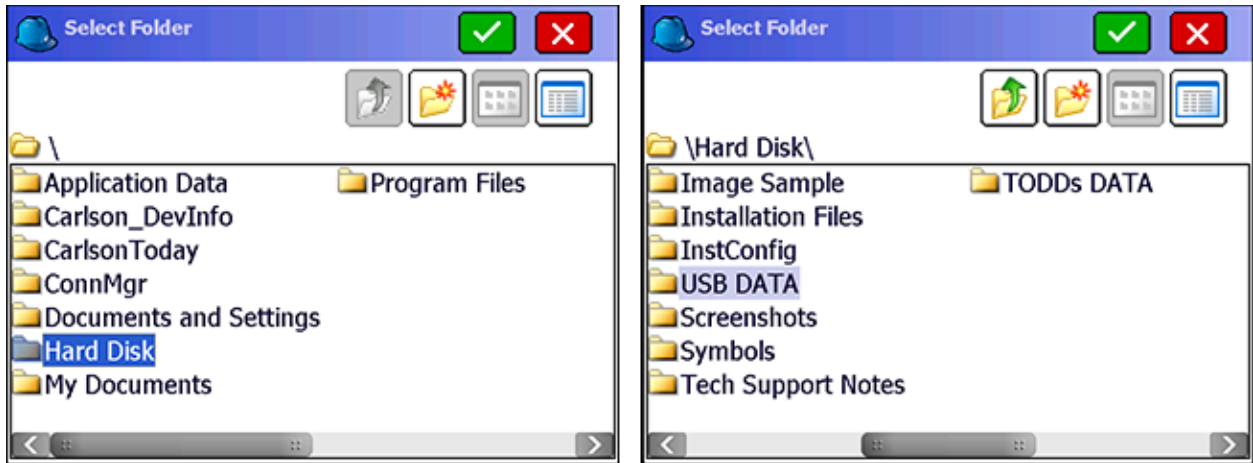 Select Folder
\
Application Data
Carlson_DevInfo
CarlsonToday
ConnMgr
Documents and Settings
Hard Disk
My Documents
Program Files
Select Folder
\Hard Disk\
Image Sample
Installation Files
InstConfig
USB DATA
Screenshots
Symbols
Tech Support Notes
TODDs DATA